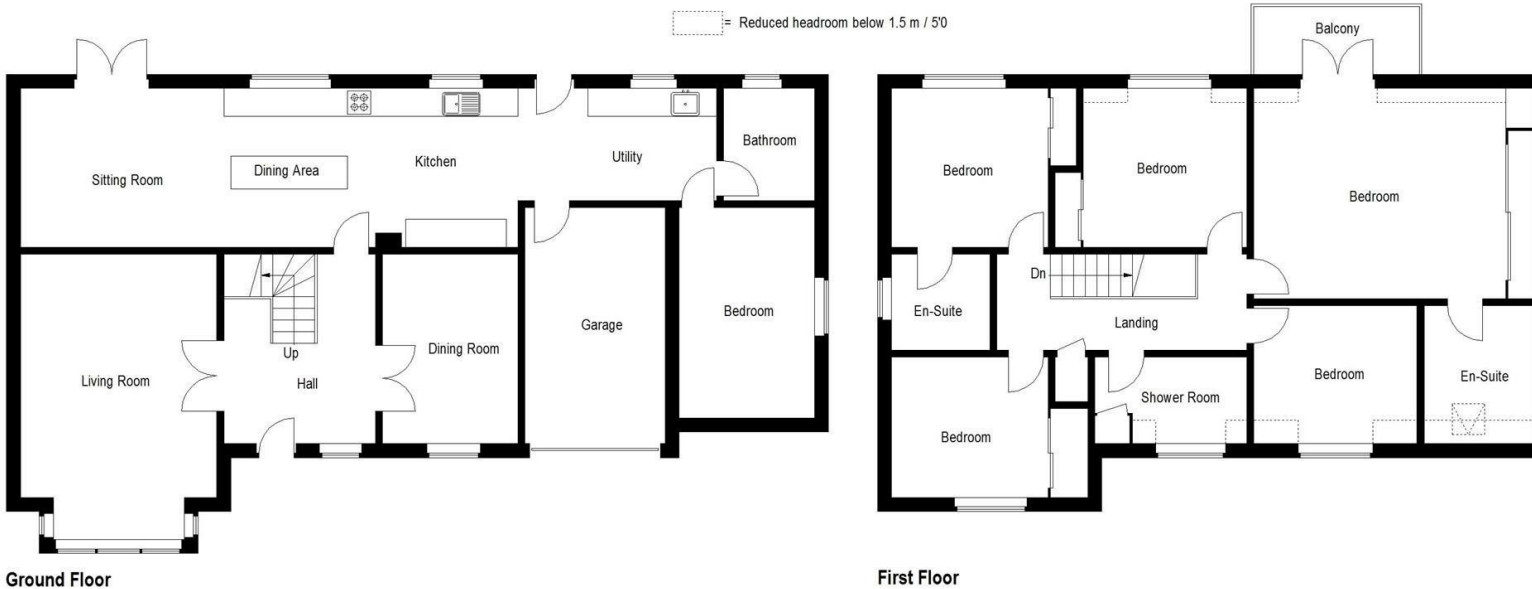 = Reduced headroom below 1.5 m / 5'0
Balcony
Sitting Room
Dining Area
Kitchen
Utility
Bathroom
Living Room
Up
Hall
Dining Room
Garage
Bedroom
Ground Floor
Bedroom
Bedroom
Bedroom
En-Suite
Dn
Landing
Bedroom
Shower Room
Bedroom
En-Suite
First Floor